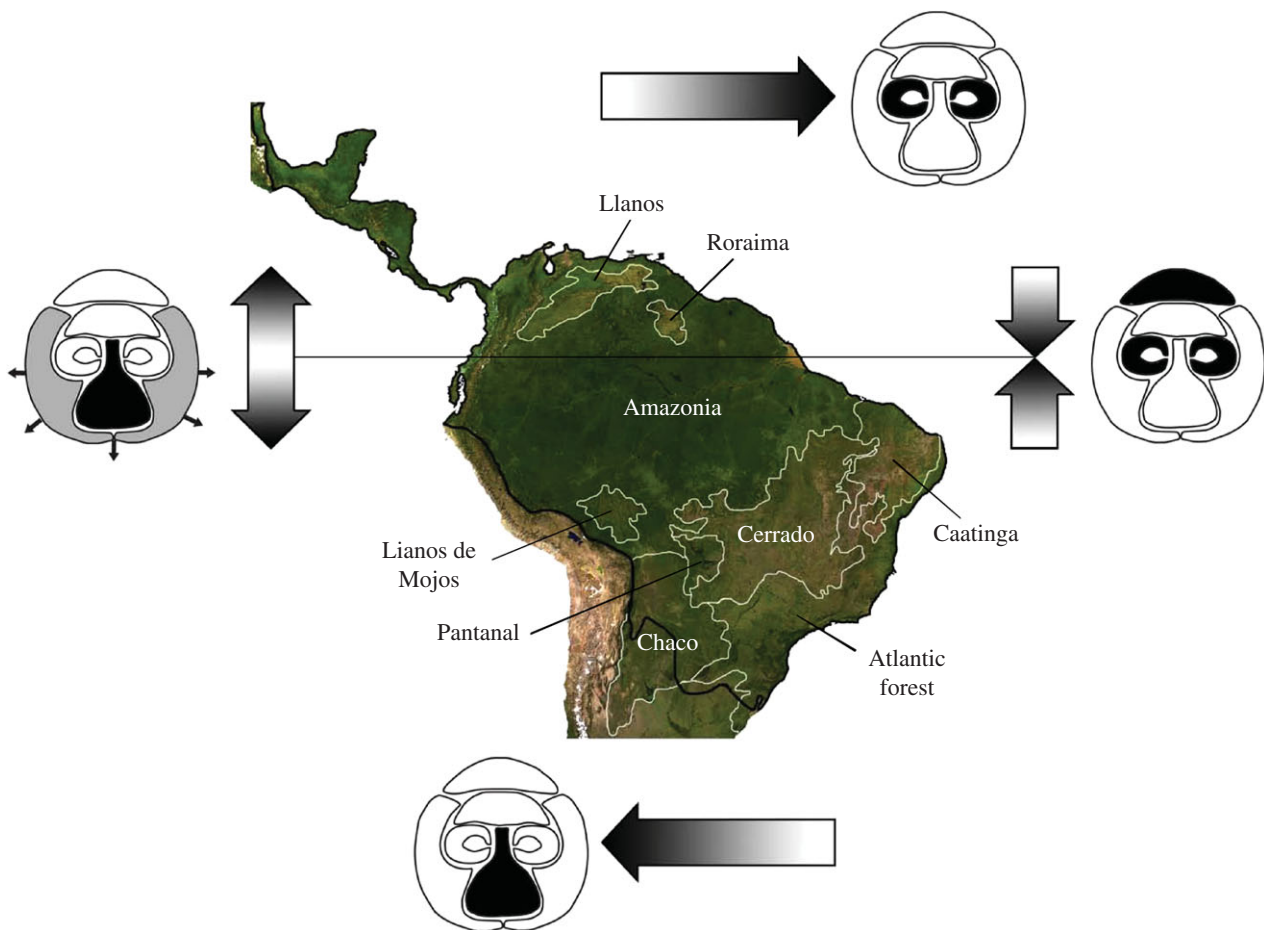 Llanos
Roraima
Amazonia
Caatinga
Cerrado
Lianos de
Mojos
Pantanal
Chaco
Atlantic
forest